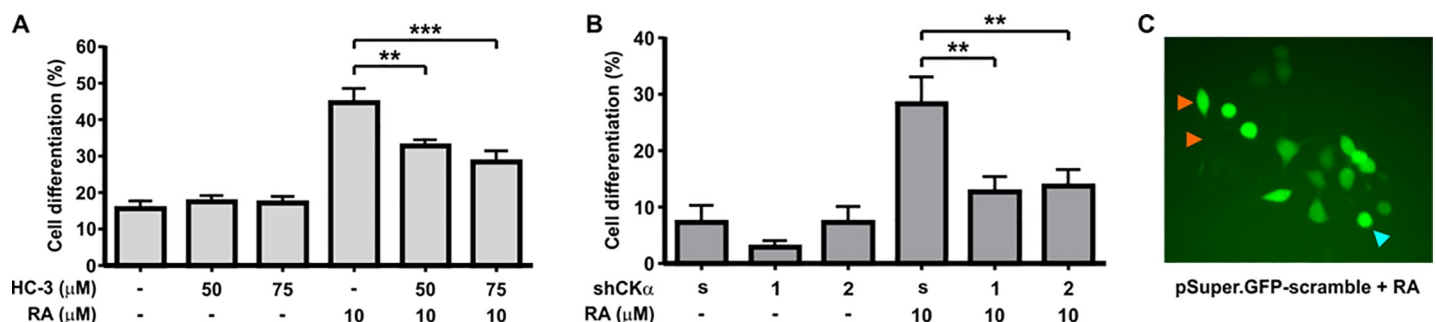 A
Cell differentiation (%)
60
50
40
30
20
10
0
***
**
HC-3 (µM) - 50 75 - 50 75
RA (µM) - - - 10 10 10
B
Cell differentiation (%)
40
30
20
10
0
**
**
shCKα s 1 2 s 1 2
RA (µM) - - - 10 10 10
C
pSuper.GFP-scramble + RA